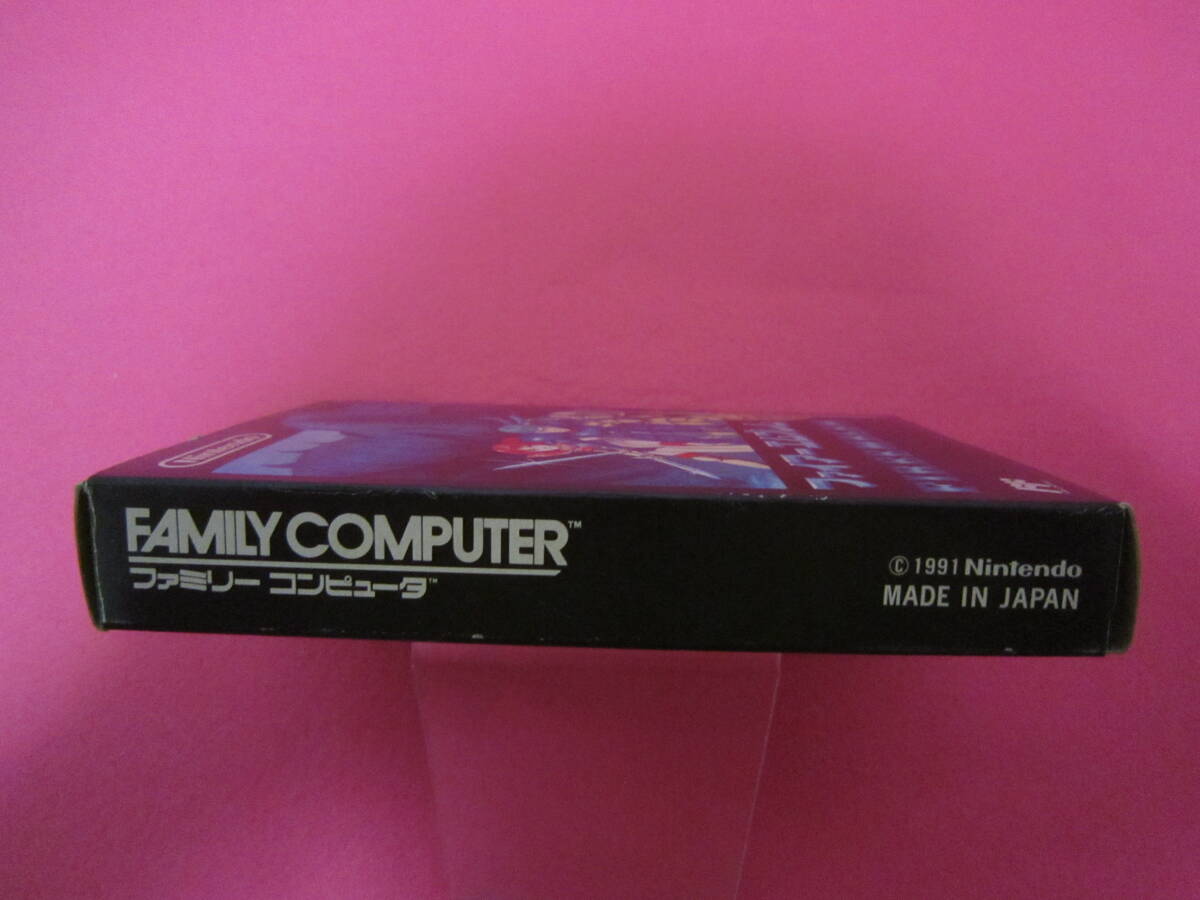 Nintendo
FAMILY COMPUTER™
ファミリー コンピュータ™
© 1991 Nintendo
MADE IN JAPAN